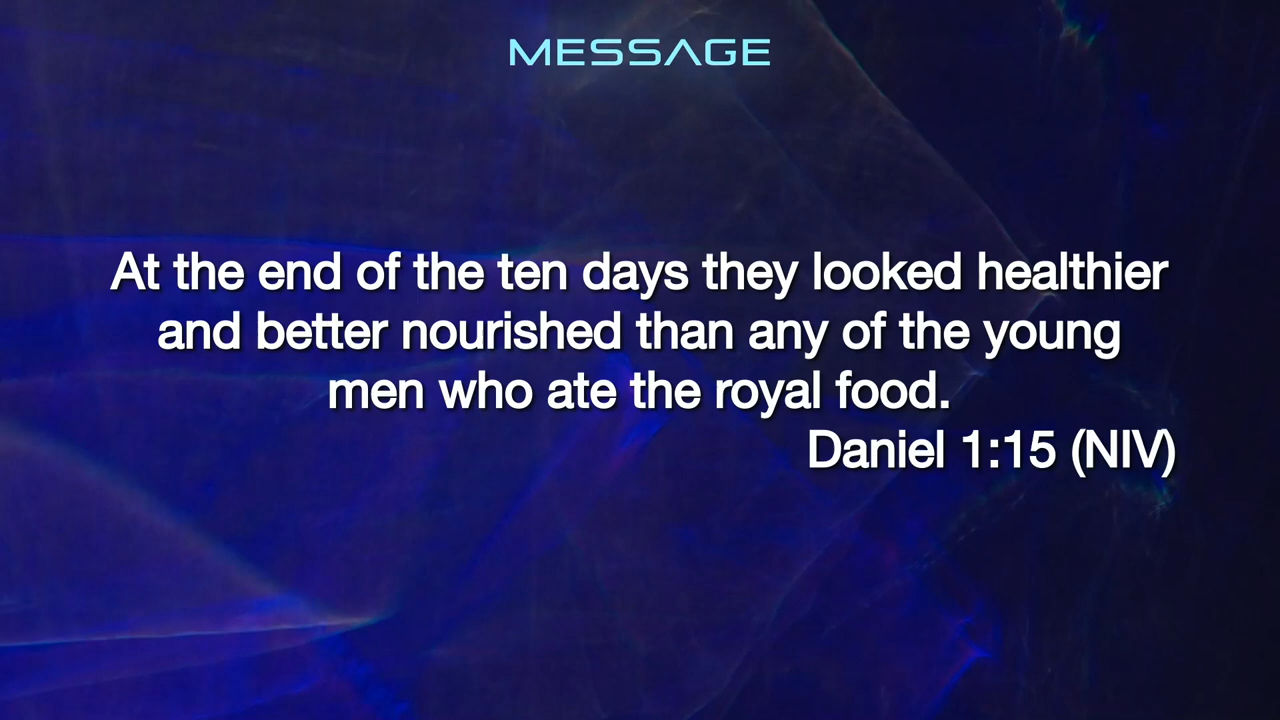 MESSAGE
At the end of the ten days they looked healthier
and better nourished than any of the young
men who ate the royal food.
Daniel 1:15 (NIV)